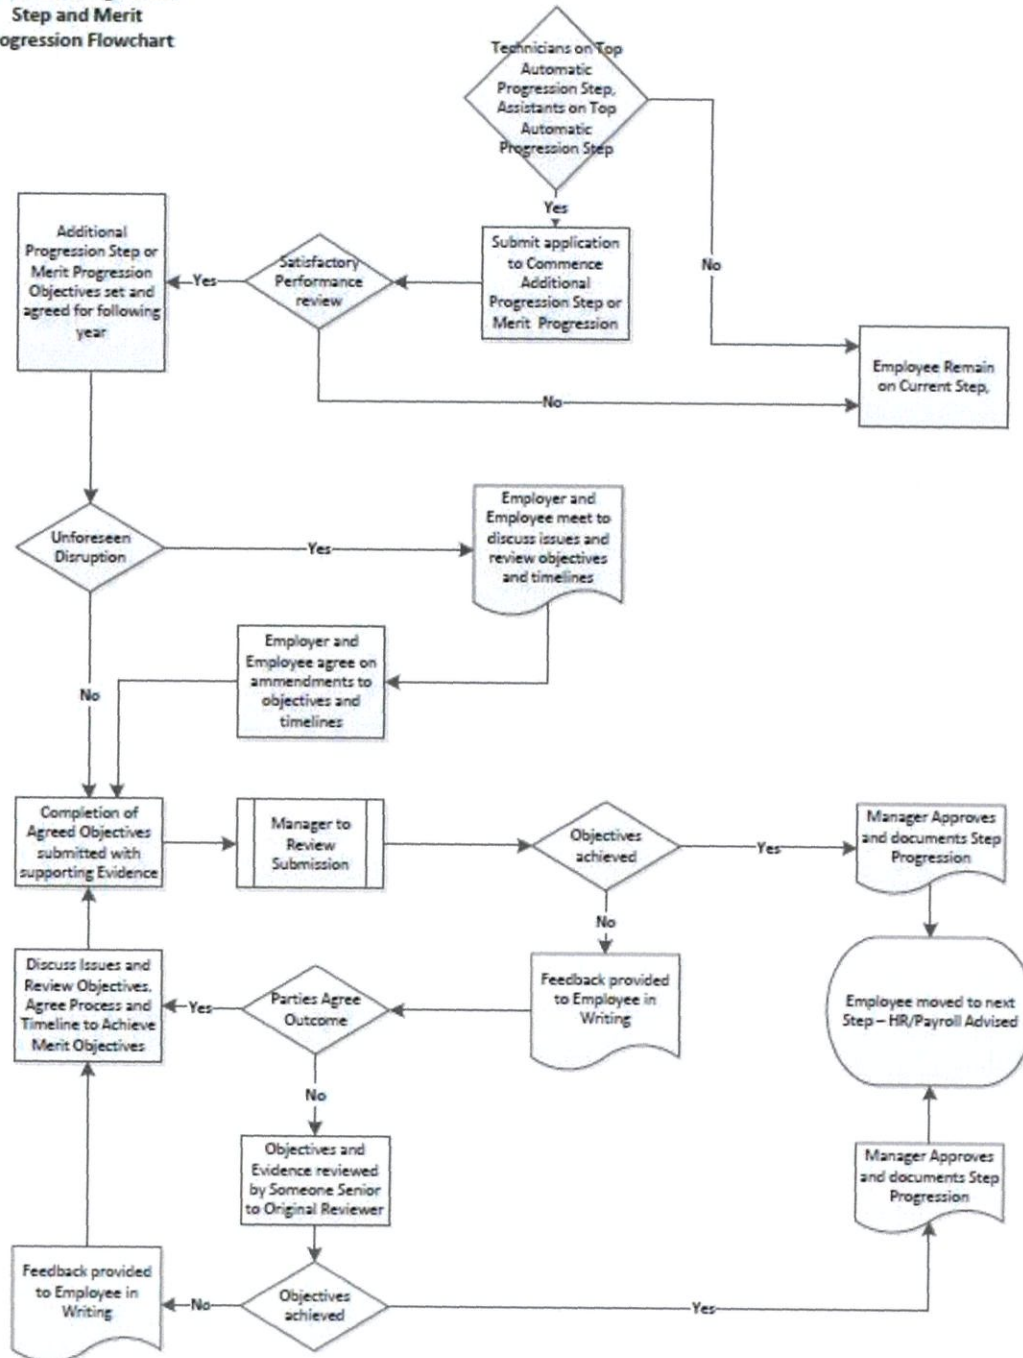 Step and Merit
ogression Flowchart
Technicians on Top
Automatic
Progression Step,
Assistants on Top
Automatic
Progression Step
Yes
No
Submit application
to Commence
Additional
Progression Step or
Merit Progression
Satisfactory
Performance
review
Yes
No
Additional
Progression Step or
Merit Progression
Objectives set and
agreed for following
year
Employee Remain
on Current Step,
Unforeseen
Disruption
Yes
No
Employer and
Employee meet to
discuss issues and
review objectives
and timelines
Employer and
Employee agree on
ammendments to
objectives and
timelines
Completion of
Agreed Objectives
submitted with
supporting Evidence
Manager to
Review
Submission
Objectives
achieved
Yes
No
Manager Approves
and documents Step
Progression
Feedback provided
to Employee in
Writing
Employee moved to next
Step – HR/Payroll Advised
Parties Agree
Outcome
Yes
No
Discuss Issues and
Review Objectives.
Agree Process and
Timeline to Achieve
Merit Objectives
Objectives and
Evidence reviewed
by Someone Senior
to Original Reviewer
Objectives
achieved
No
Yes
Feedback provided
to Employee in
Writing
Manager Approves
and documents Step
Progression